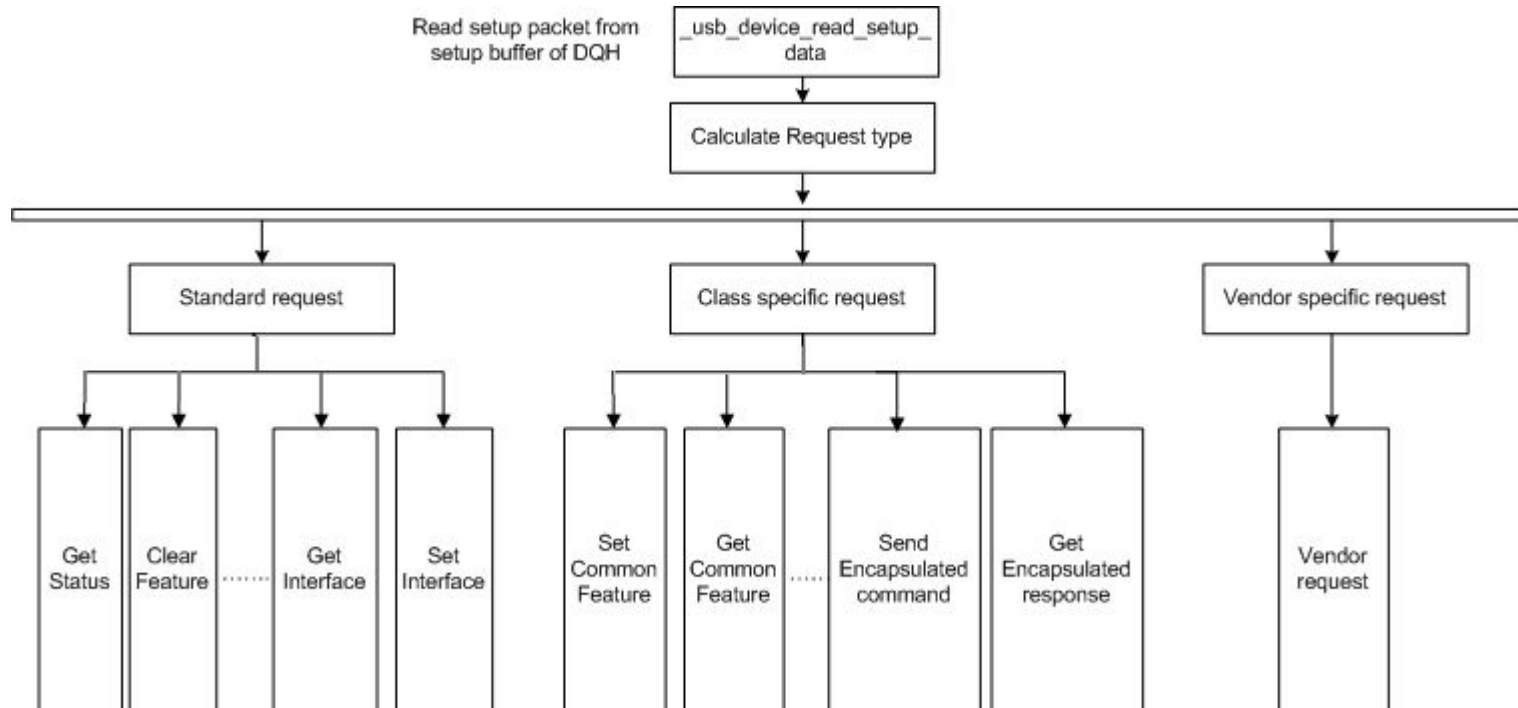 Read setup packet from
setup buffer of DQH
_usb_device_read_setup_
data
Calculate Request type
Standard request
Class specific request
Vendor specific request
Get
Status
Clear
Feature
........
Get
Interface
Set
Interface
Set
Common
Feature
Get
Common
Feature
......
Send
Encapsulated
command
Get
Encapsulated
response
Vendor
request